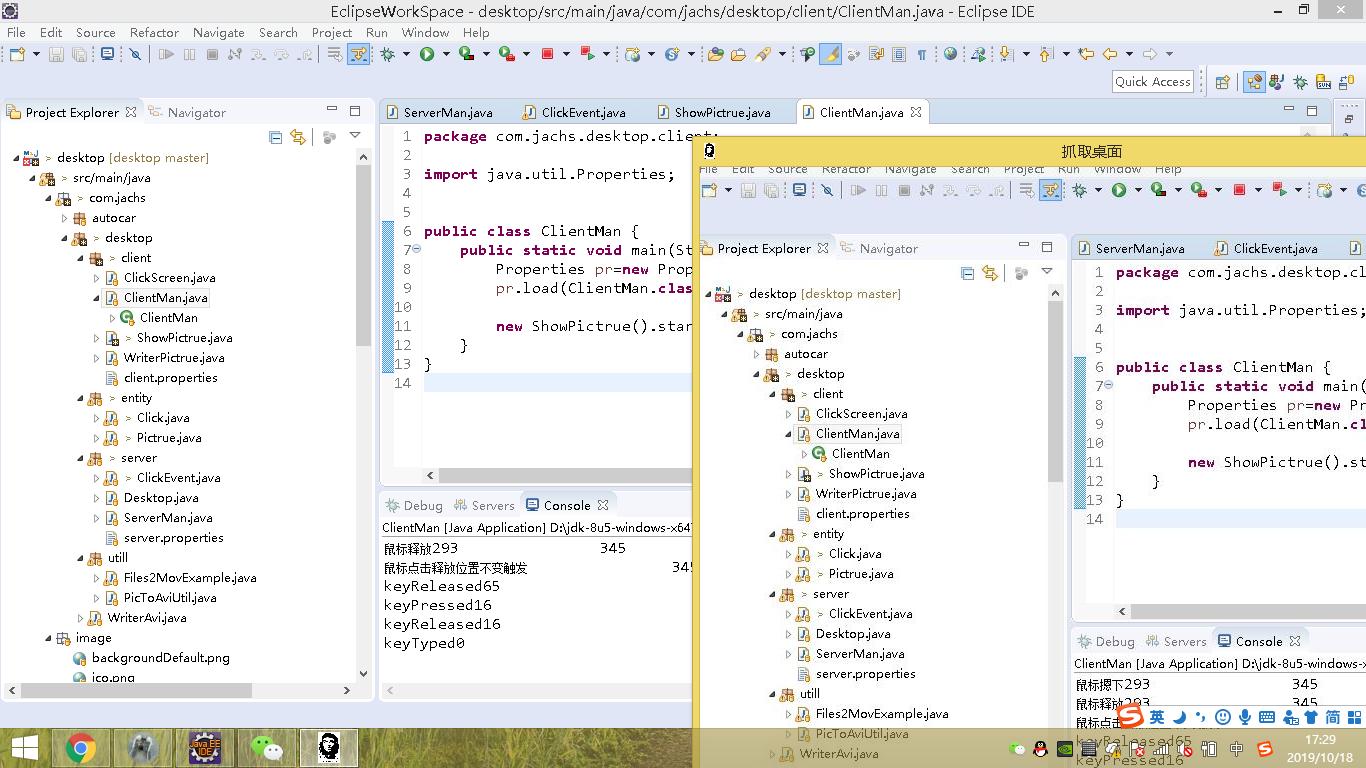 EclipseWorkSpace - desktop/src/main/java/com/jachs/desktop/client/ClientMan.java - Eclipse IDE
File Edit Source Refactor Navigate Search Project Run Window Help
Quick Access
Project Explorer
Navigator
desktop [desktop master]
> src/main/java
> com.jachs
autocar
> desktop
> client
ClickScreen.java
ClientMan.java
ClientMan
> ShowPictrue.java
WriterPictrue.java
client.properties
> entity
> Click.java
> Pictrue.java
> server
> ClickEvent.java
Desktop.java
ServerMan.java
server.properties
utill
Files2MovExample.java
PicToAviUtil.java
WriterAvi.java
image
backgroundDefault.png
ico.png
ServerMan.java
ClickEvent.java
ShowPictrue.java
ClientMan.java
1 package com.jachs.desktop.client;
2
3 import java.util.Properties;
4
5
6 public class ClientMan {
7 public static void main(St
8 Properties pr=new Prop
9 pr.load(ClientMan.clas
10
11 new ShowPictrue().star
12 }
13 }
14
Debug
Servers
Console
ClientMan [Java Application] D:\jdk-8u5-windows-x64
鼠标释放293 345
鼠标点击释放位置不变触发 345
keyReleased65
keyPressed16
keyReleased16
keyTyped0
抓取桌面
File Edit Source Refactor Navigate Search Project Run Window Help
Project Explorer
Navigator
> desktop [desktop master]
> src/main/java
> com.jachs
autocar
> desktop
> client
ClickScreen.java
ClientMan.java
ClientMan
> ShowPictrue.java
WriterPictrue.java
client.properties
> entity
> Click.java
> Pictrue.java
> server
> ClickEvent.java
Desktop.java
ServerMan.java
server.properties
utill
Files2MovExample.java
PicToAviUtil.java
WriterAvi.java
ServerMan.java
ClickEvent.java
1 package com.jachs.desktop.cl
2
3 import java.util.Properties;
4
5
6 public class ClientMan {
7 public static void main(
8 Properties pr=new Pr
9 pr.load(ClientMan.cl
10
11 new ShowPictrue().st
12 }
13 }
14
Debug
Servers
Console
ClientMan [Java Application] D:\jdk-8u5-windows-x
鼠标摁下293 345
鼠标释放293 345
鼠标点击
keyReleased65
keyPressed16
英
简
Java EE
IDE
中
17:29
2019/10/18